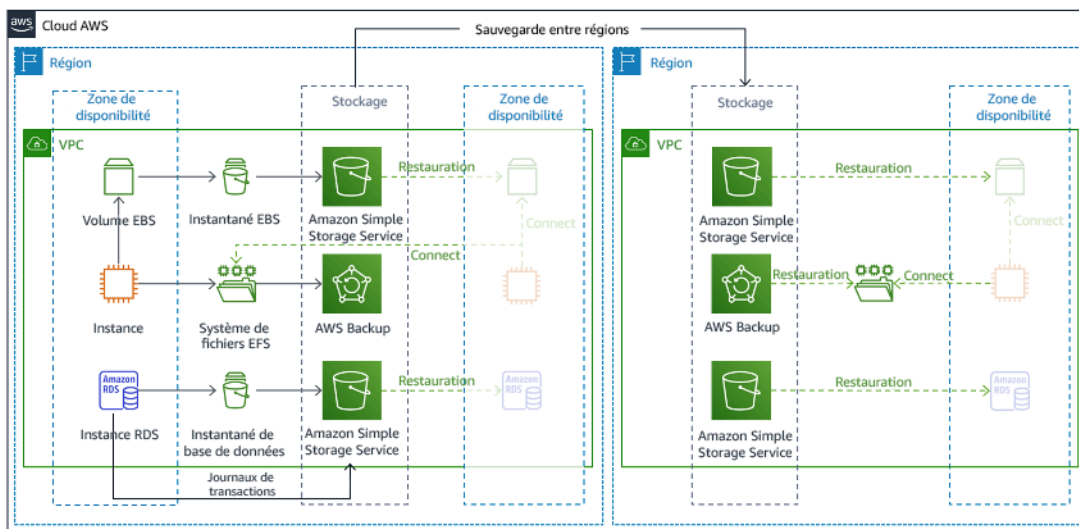 aws
Cloud AWS
Sauvegarde entre régions
Région
Région
Zone de
disponibilité
Stockage
Zone de
disponibilité
Stockage
Zone de
disponibilité
VPC
VPC
Restauration
Restauration
Volume EBS
Instantané EBS
Amazon Simple
Storage Service
Connect
Amazon Simple
Storage Service
Connect
Connect
Restauration
Connect
Instance
Système de
fichiers EFS
AWS Backup
AWS Backup
Amazon
RDS
Restauration
Amazon
RDS
Restauration
Amazon
RDS
Instance RDS
Instantané de
base de données
Amazon Simple
Storage Service
Amazon Simple
Storage Service
Journaux de
transactions